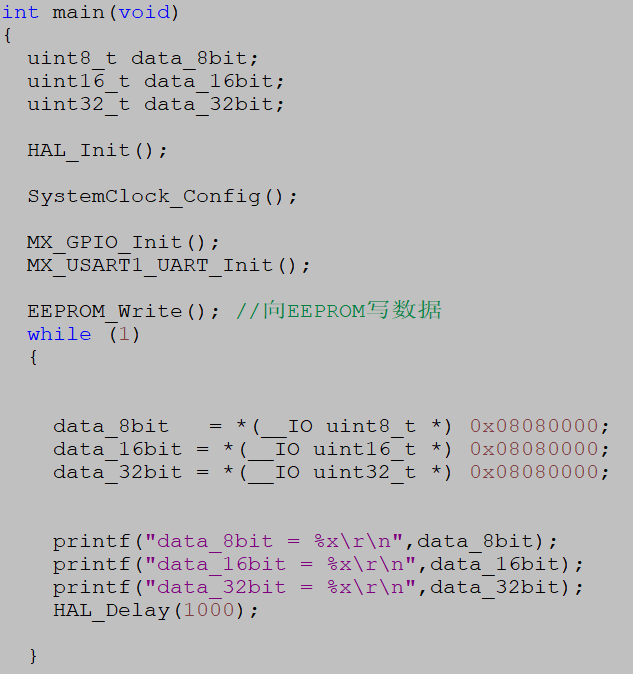 int main(void)
{
  uint8_t data_8bit;
  uint16_t data_16bit;
  uint32_t data_32bit;
  HAL_Init();
  SystemClock_Config();
  MX_GPIO_Init();
  MX_USART1_UART_Init();
  EEPROM_Write(); //向EEPROM写数据
  while (1)
  {
    data_8bit   = *(__IO uint8_t *) 0x08080000;
    data_16bit = *(__IO uint16_t *) 0x08080000;
    data_32bit = *(__IO uint32_t *) 0x08080000;
    printf("data_8bit = %x\r\n",data_8bit);
    printf("data_16bit = %x\r\n",data_16bit);
    printf("data_32bit = %x\r\n",data_32bit);
    HAL_Delay(1000);
  }